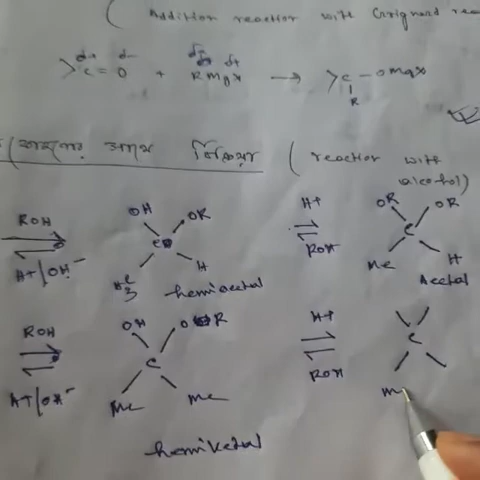 ( Addition reaction with Grignard rea
δ+ δ- δ- δ+
>C=O + RMgX → >C-OMgX
R
( reaction with
alcohol)
ROH
H+/OH-
OH OR
C
Me H
hemiacetal
H+
ROH
OR OR
C
Me H
Acetal
ROH
H+/OH-
OH OR
C
Me Me
hemiketal
H+
ROH
C
M